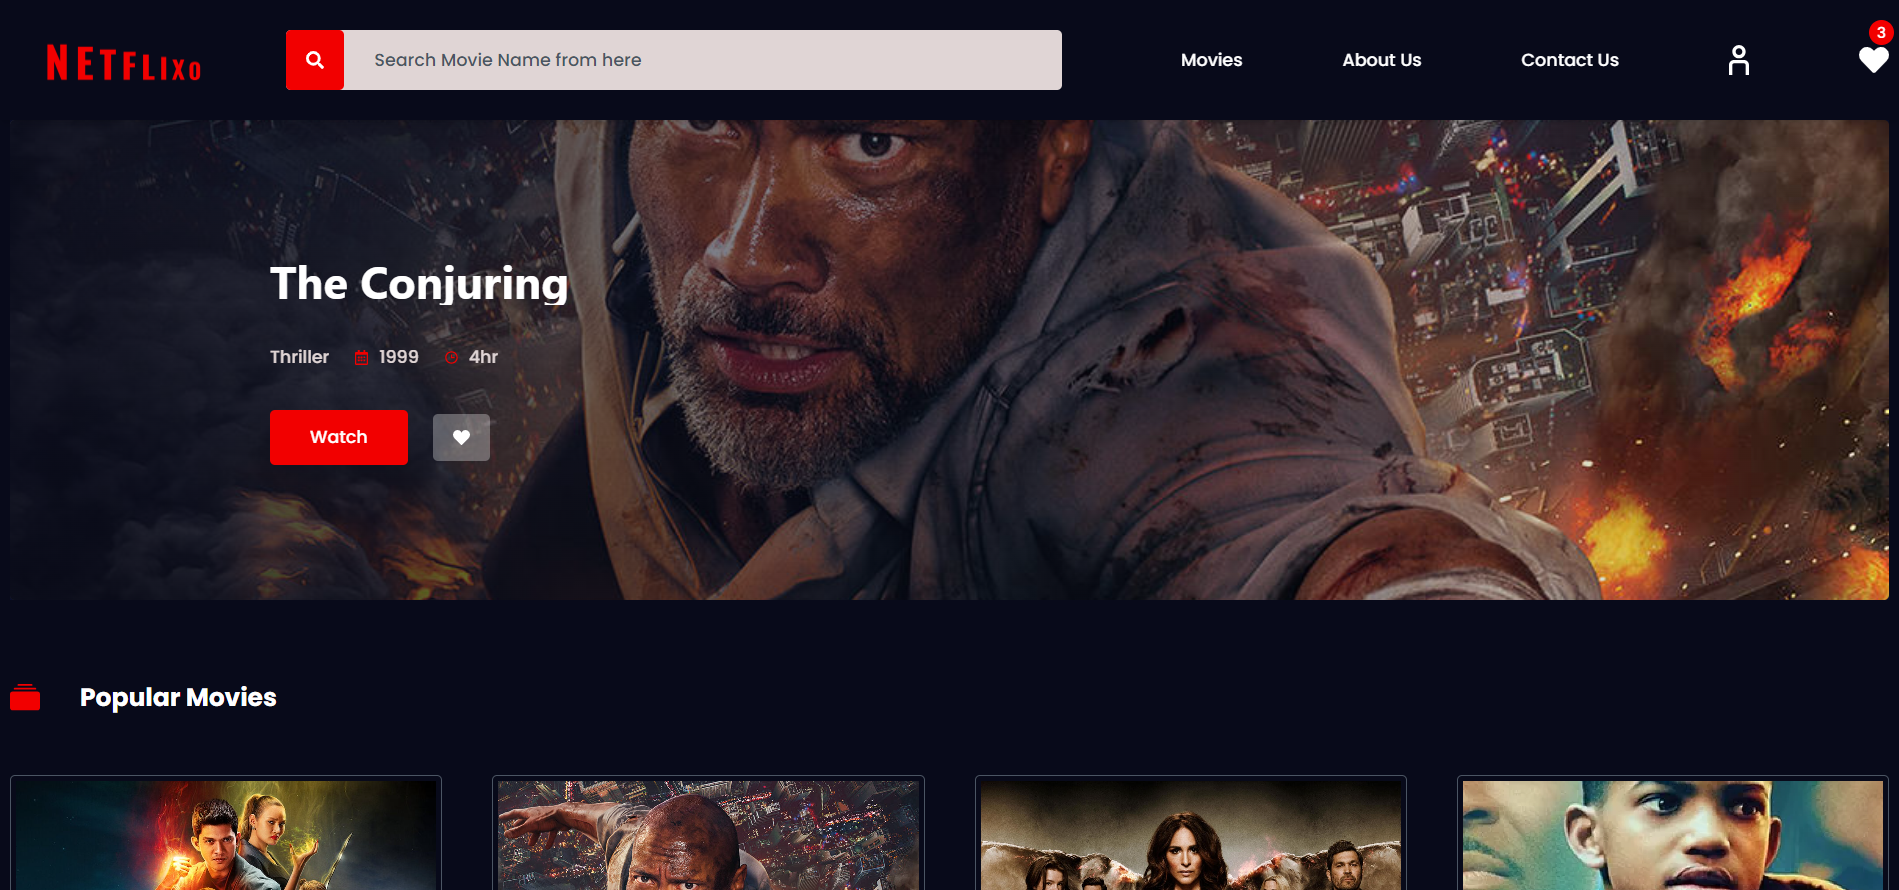 NETFLIXO
Search Movie Name from here
Movies
About Us
Contact Us
3
The Conjuring
Thriller 1999 4hr
Watch
Popular Movies